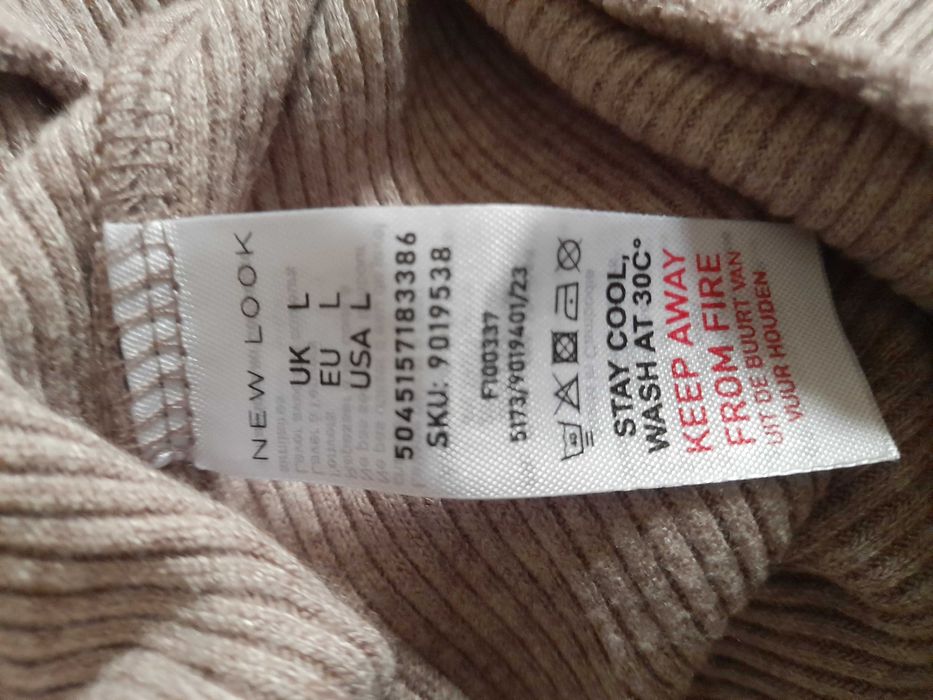 NEW LOOK
UK L
EU L
USA L
5045157183386
SKU: 9019538
F100337
5173/9019401/23
40
STAY COOL,
WASH AT 30C°
KEEP AWAY
FROM FIRE
UIT DE BUURT VAN
VUUR HOUDEN